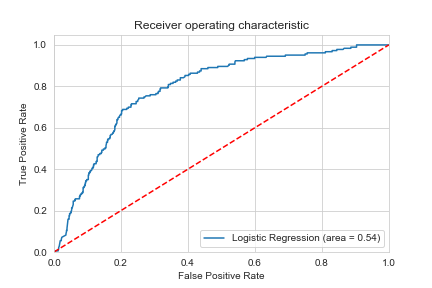 Receiver operating characteristic
1.0
0.8
0.6
0.4
0.2
0.0
True Positive Rate
Logistic Regression (area = 0.54)
0.0 0.2 0.4 0.6 0.8 1.0
False Positive Rate